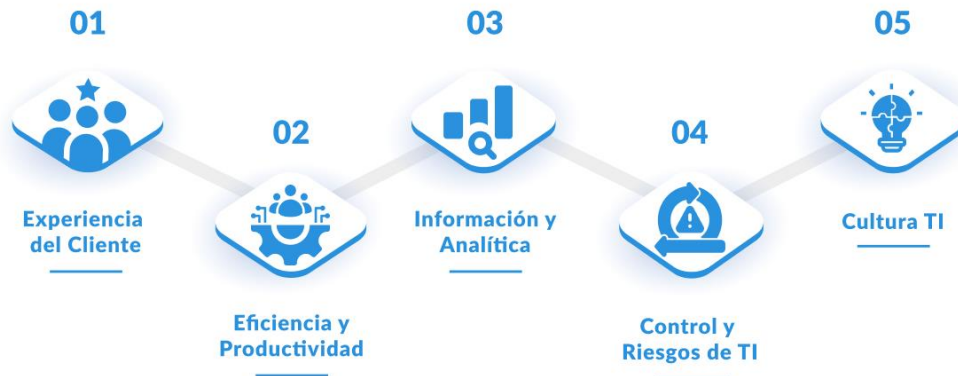 01
Experiencia
del Cliente
02
Eficiencia y
Productividad
03
Información y
Analítica
04
Control y
Riesgos de TI
05
Cultura TI